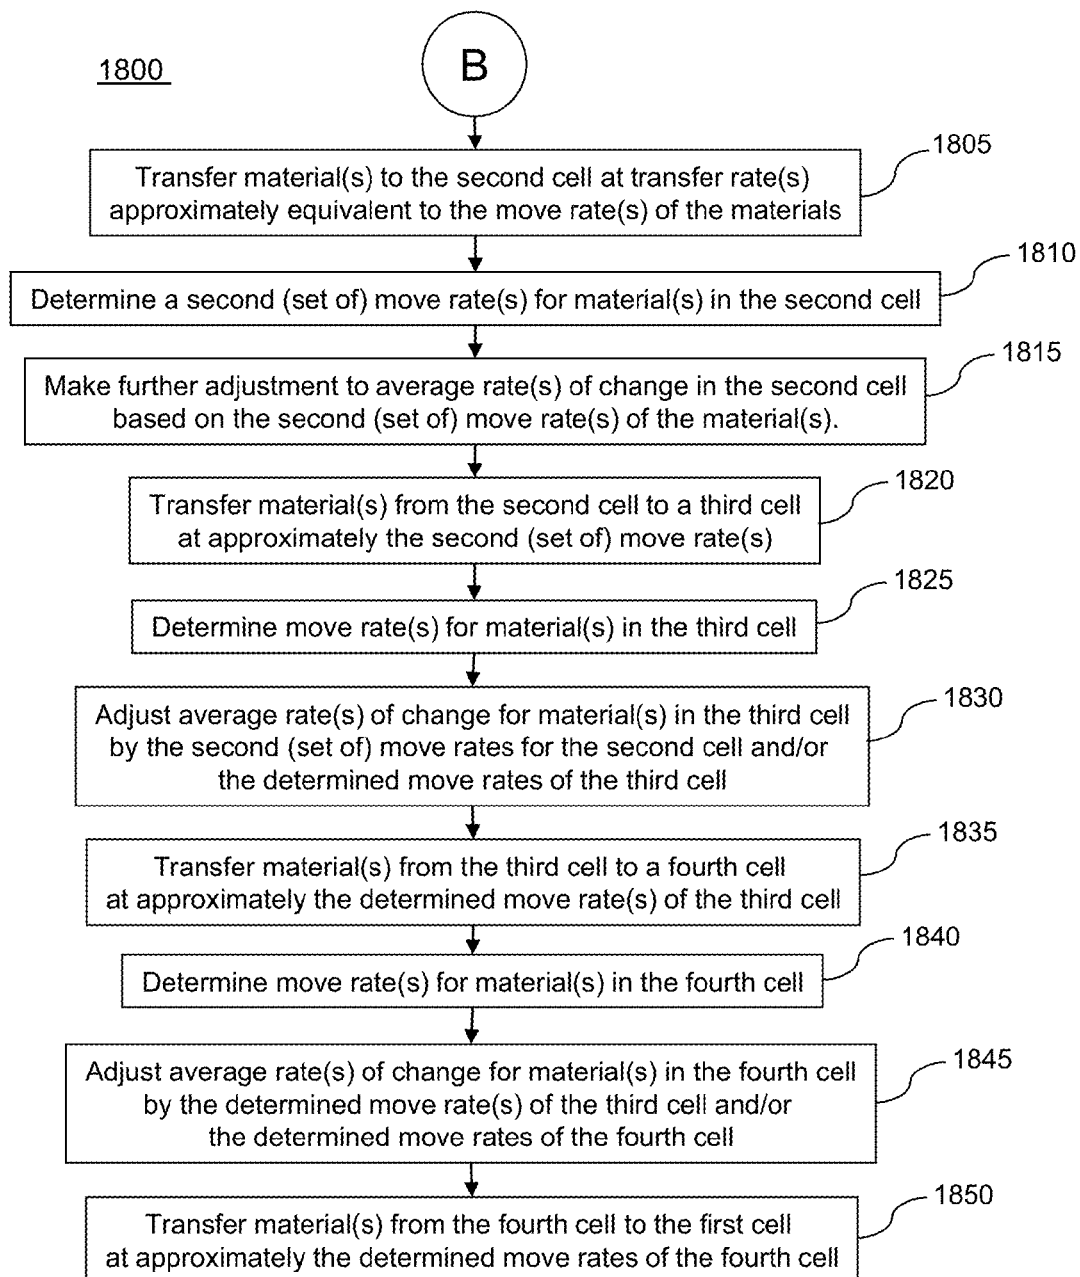 1800
B
1805
Transfer material(s) to the second cell at transfer rate(s)
approximately equivalent to the move rate(s) of the materials
1810
Determine a second (set of) move rate(s) for material(s) in the second cell
1815
Make further adjustment to average rate(s) of change in the second cell
based on the second (set of) move rate(s) of the material(s).
1820
Transfer material(s) from the second cell to a third cell
at approximately the second (set of) move rate(s)
1825
Determine move rate(s) for material(s) in the third cell
1830
Adjust average rate(s) of change for material(s) in the third cell
by the second (set of) move rates for the second cell and/or
the determined move rates of the third cell
1835
Transfer material(s) from the third cell to a fourth cell
at approximately the determined move rate(s) of the third cell
1840
Determine move rate(s) for material(s) in the fourth cell
1845
Adjust average rate(s) of change for material(s) in the fourth cell
by the determined move rate(s) of the third cell and/or
the determined move rates of the fourth cell
1850
Transfer material(s) from the fourth cell to the first cell
at approximately the determined move rates of the fourth cell